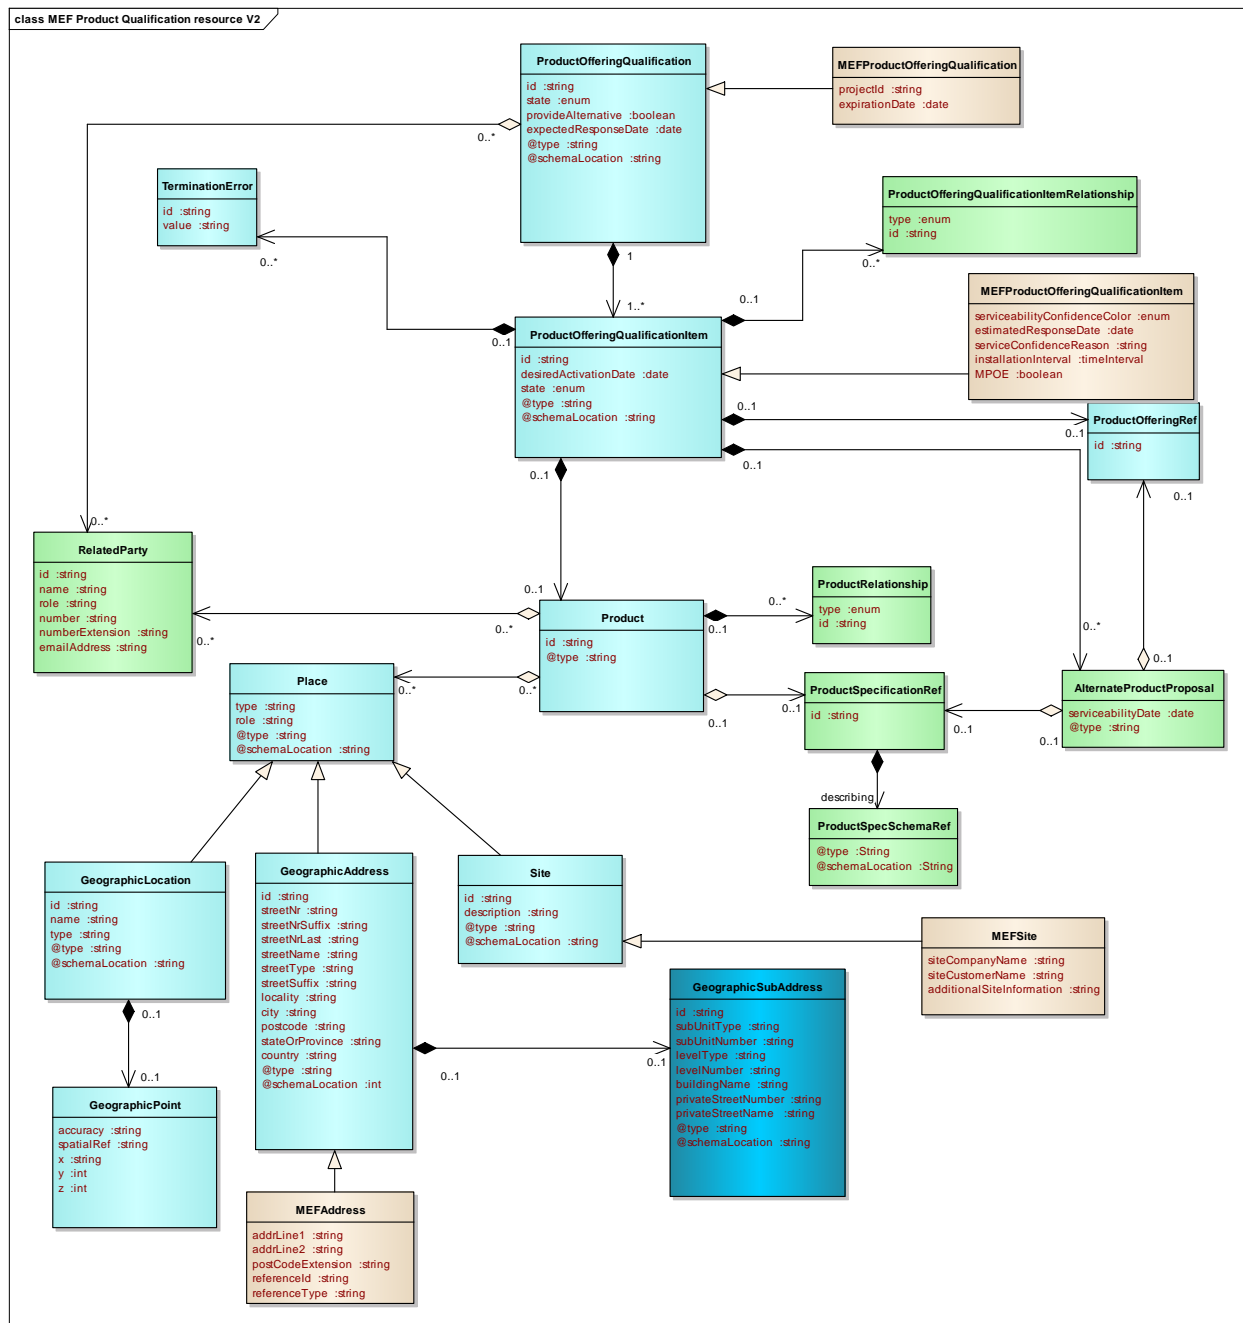 class MEF Product Qualification resource V2
ProductOfferingQualification
id :string
state :enum
provideAlternative :boolean
expectedResponseDate :date
@type :string
@schemaLocation :string
MEFProductOfferingQualification
projectId :string
expirationDate :date
0..*
TerminationError
id :string
value :string
0..*
ProductOfferingQualificationItemRelationship
type :enum
id :string
0..*
1
1..*
0..1
0..1
ProductOfferingQualificationItem
id :string
desiredActivationDate :date
state :enum
@type :string
@schemaLocation :string
MEFProductOfferingQualificationItem
serviceabilityConfidenceColor :enum
estimatedResponseDate :date
serviceConfidenceReason :string
installationInterval :timeInterval
MPOE :boolean
0..1
0..1
ProductOfferingRef
id :string
0..1
0..1
0..1
0..*
RelatedParty
id :string
name :string
role :string
number :string
numberExtension :string
emailAddress :string
0..*
0..1
0..*
Product
id :string
@type :string
0..1
0..*
ProductRelationship
type :enum
id :string
0..*
0..1
Place
type :string
role :string
@type :string
@schemaLocation :string
0..*
0..*
0..1
0..1
ProductSpecificationRef
id :string
0..1
0..1
AlternateProductProposal
serviceabilityDate :date
@type :string
describing
ProductSpecSchemaRef
@type :String
@schemaLocation :String
GeographicLocation
id :string
name :string
type :string
@type :string
@schemaLocation :string
GeographicAddress
id :string
streetNr :string
streetNrSuffix :string
streetNrLast :string
streetName :string
streetType :string
streetSuffix :string
locality :string
city :string
postcode :string
stateOrProvince :string
country :string
@type :string
@schemaLocation :int
Site
id :string
description :string
@type :string
@schemaLocation :string
MEFSite
siteCompanyName :string
siteCustomerName :string
additionalSiteInformation :string
GeographicSubAddress
id :string
subUnitType :string
subUnitNumber :string
levelType :string
levelNumber :string
buildingName :string
privateStreetNumber :string
privateStreetName :string
@type :string
@schemaLocation :string
0..1
0..1
0..1
0..1
GeographicPoint
accuracy :string
spatialRef :string
x :string
y :int
z :int
MEFAddress
addrLine1 :string
addrLine2 :string
postCodeExtension :string
referenceId :string
referenceType :string